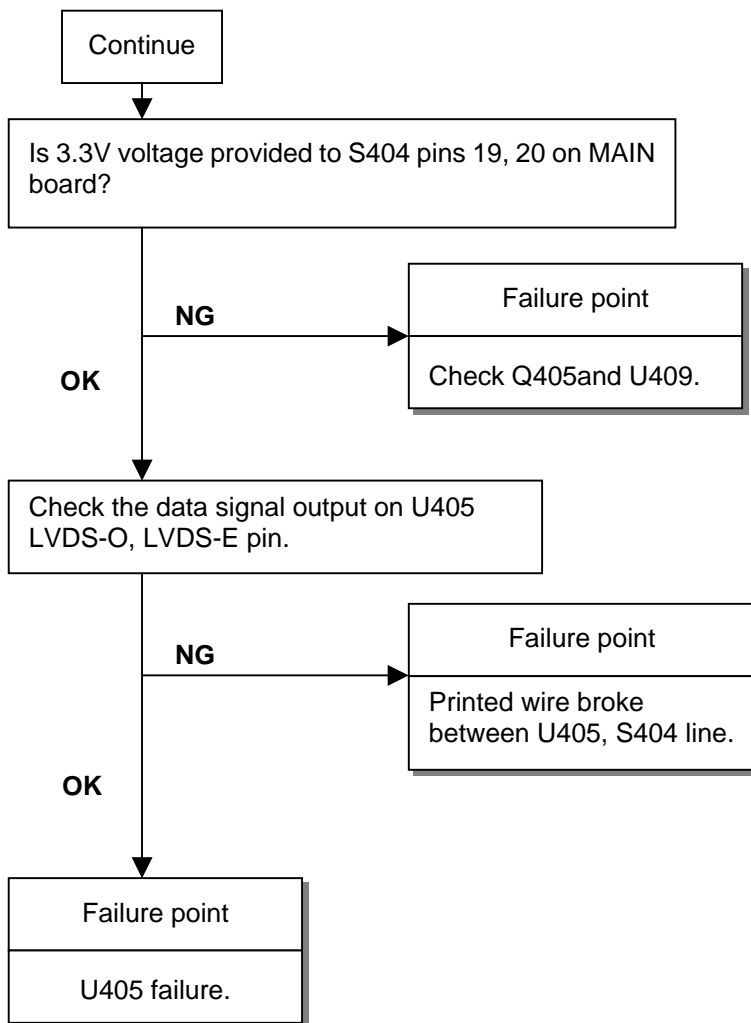 Continue
Is 3.3V voltage provided to S404 pins 19, 20 on MAIN
board?
NG
Failure point
Check Q405and U409.
OK
Check the data signal output on U405
LVDS-O, LVDS-E pin.
NG
Failure point
Printed wire broke
between U405, S404 line.
OK
Failure point
U405 failure.